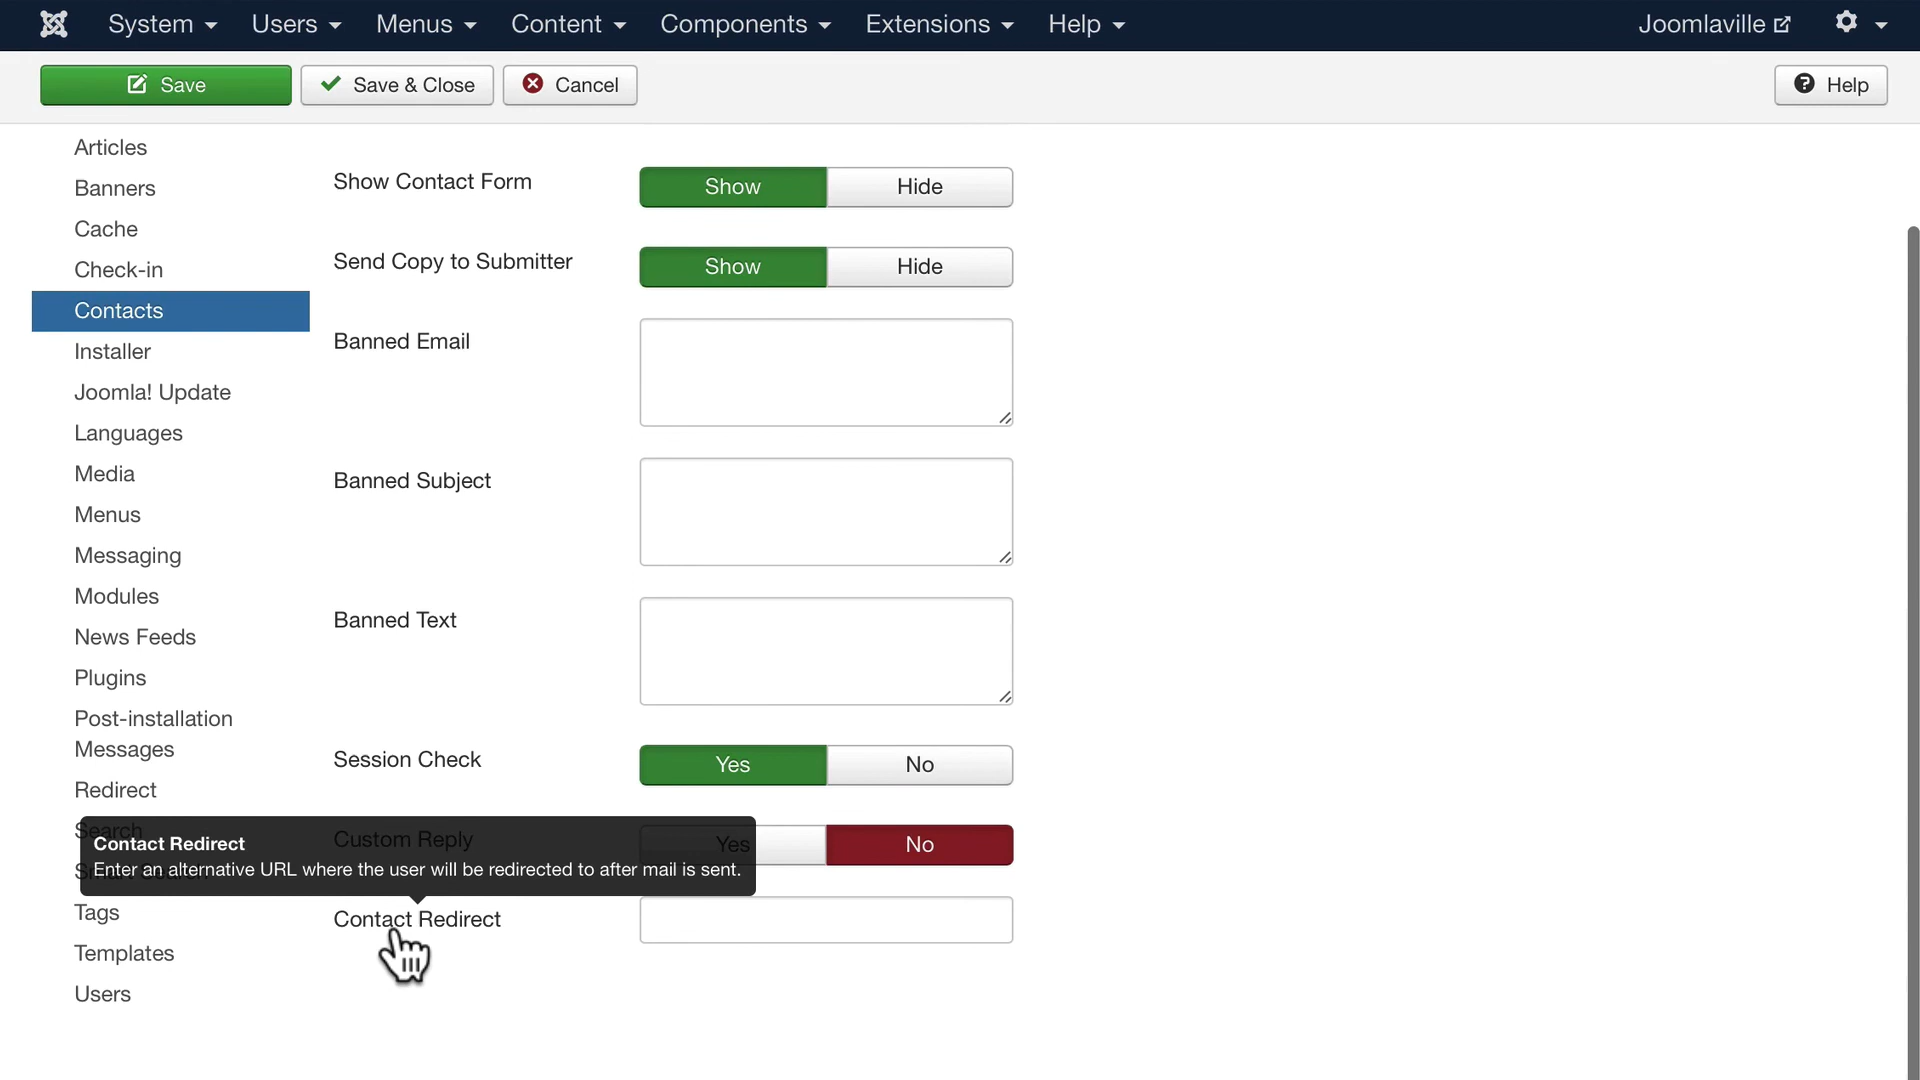 System
Users
Menus
Content
Components
Extensions
Help
Joomlaville
Save
Save & Close
Cancel
Help
Articles
Banners
Cache
Check-in
Contacts
Installer
Joomla! Update
Languages
Media
Menus
Messaging
Modules
News Feeds
Plugins
Post-installation
Messages
Redirect
Search
Smart Search
Tags
Templates
Users
Show Contact Form
Show
Hide
Send Copy to Submitter
Show
Hide
Banned Email
Banned Subject
Banned Text
Session Check
Yes
No
Custom Reply
Yes
No
Contact Redirect
Enter an alternative URL where the user will be redirected to after mail is sent.
Contact Redirect